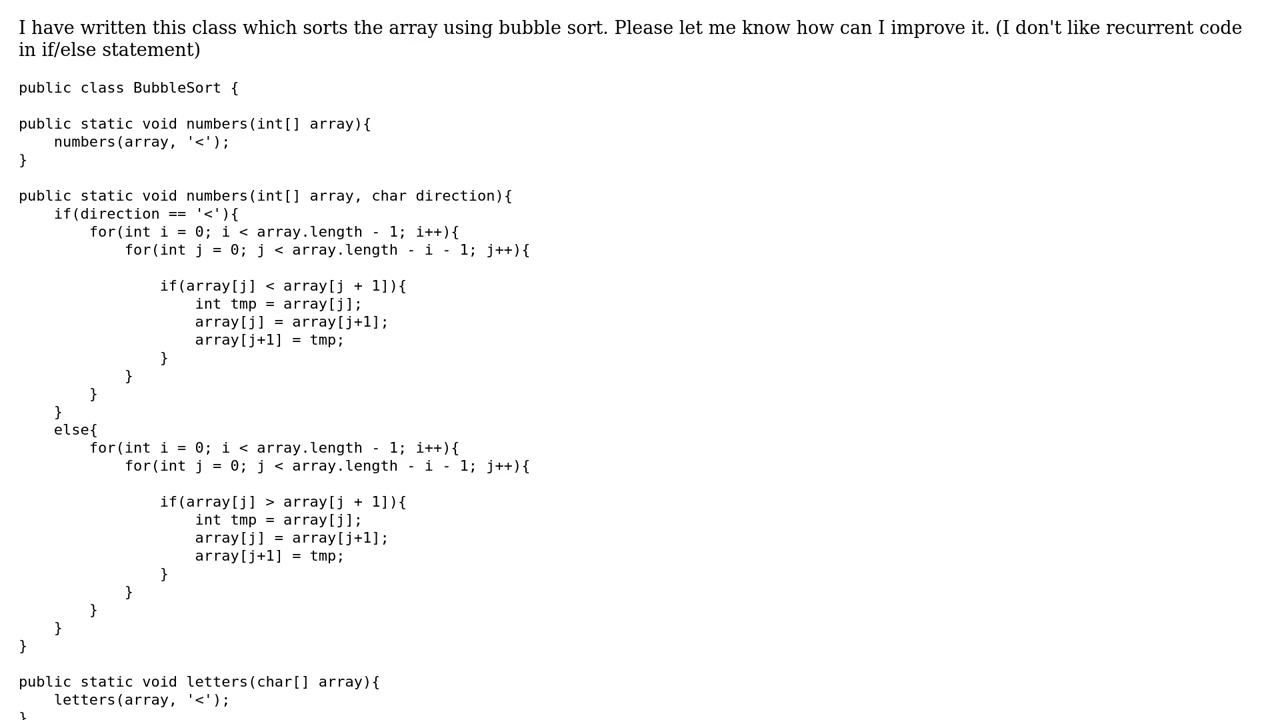 I have written this class which sorts the array using bubble sort. Please let me know how can I improve it. (I don't like recurrent code
in if/else statement)
public class BubbleSort {
public static void numbers(int[] array){
    numbers(array, '<');
}
public static void numbers(int[] array, char direction){
    if(direction == '<'){
        for(int i = 0; i < array.length - 1; i++){
            for(int j = 0; j < array.length - i - 1; j++){
                if(array[j] < array[j + 1]){
                    int tmp = array[j];
                    array[j] = array[j+1];
                    array[j+1] = tmp;
                }
            }
        }
    }
    else{
        for(int i = 0; i < array.length - 1; i++){
            for(int j = 0; j < array.length - i - 1; j++){
                if(array[j] > array[j + 1]){
                    int tmp = array[j];
                    array[j] = array[j+1];
                    array[j+1] = tmp;
                }
            }
        }
    }
}
public static void letters(char[] array){
    letters(array, '<');
}